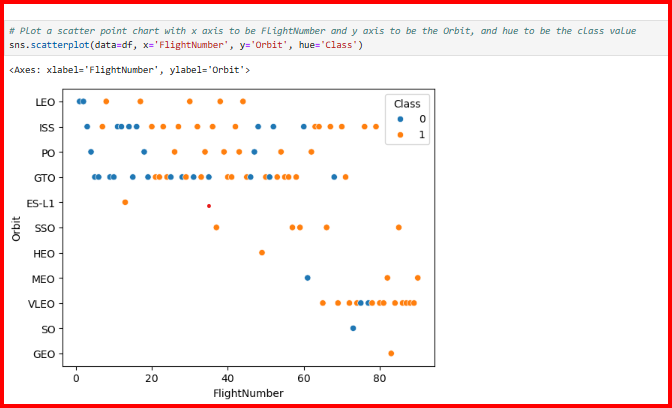 # Plot a scatter point chart with x axis to be FlightNumber and y axis to be the Orbit, and hue to be the class value
sns.scatterplot(data=df, x='FlightNumber', y='Orbit', hue='Class')
<Axes: xlabel='FlightNumber', ylabel='Orbit'>
Class
0
1
LEO
ISS
PO
GTO
ES-L1
SSO
HEO
MEO
VLEO
SO
GEO
Orbit
0 20 40 60 80
FlightNumber